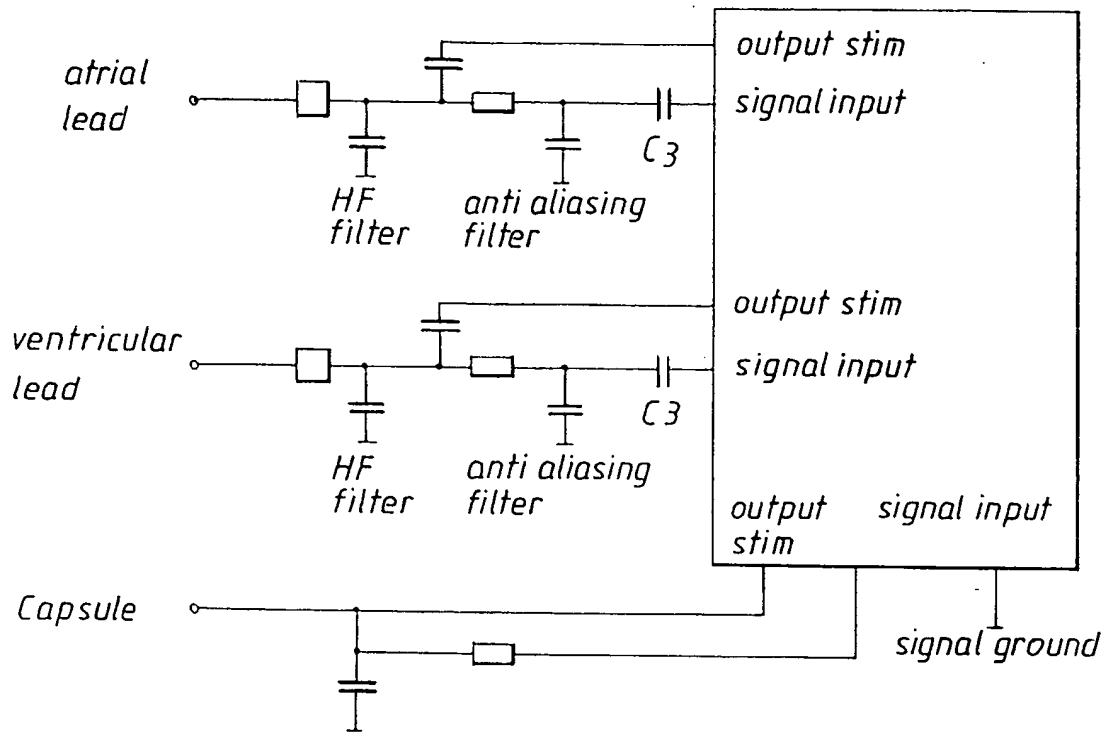 output stim
atrial
lead
signal input
C3
HF
filter
anti aliasing
filter
output stim
ventricular
lead
signal input
C3
HF
filter
anti aliasing
filter
output
stim
signal input
Capsule
signal ground